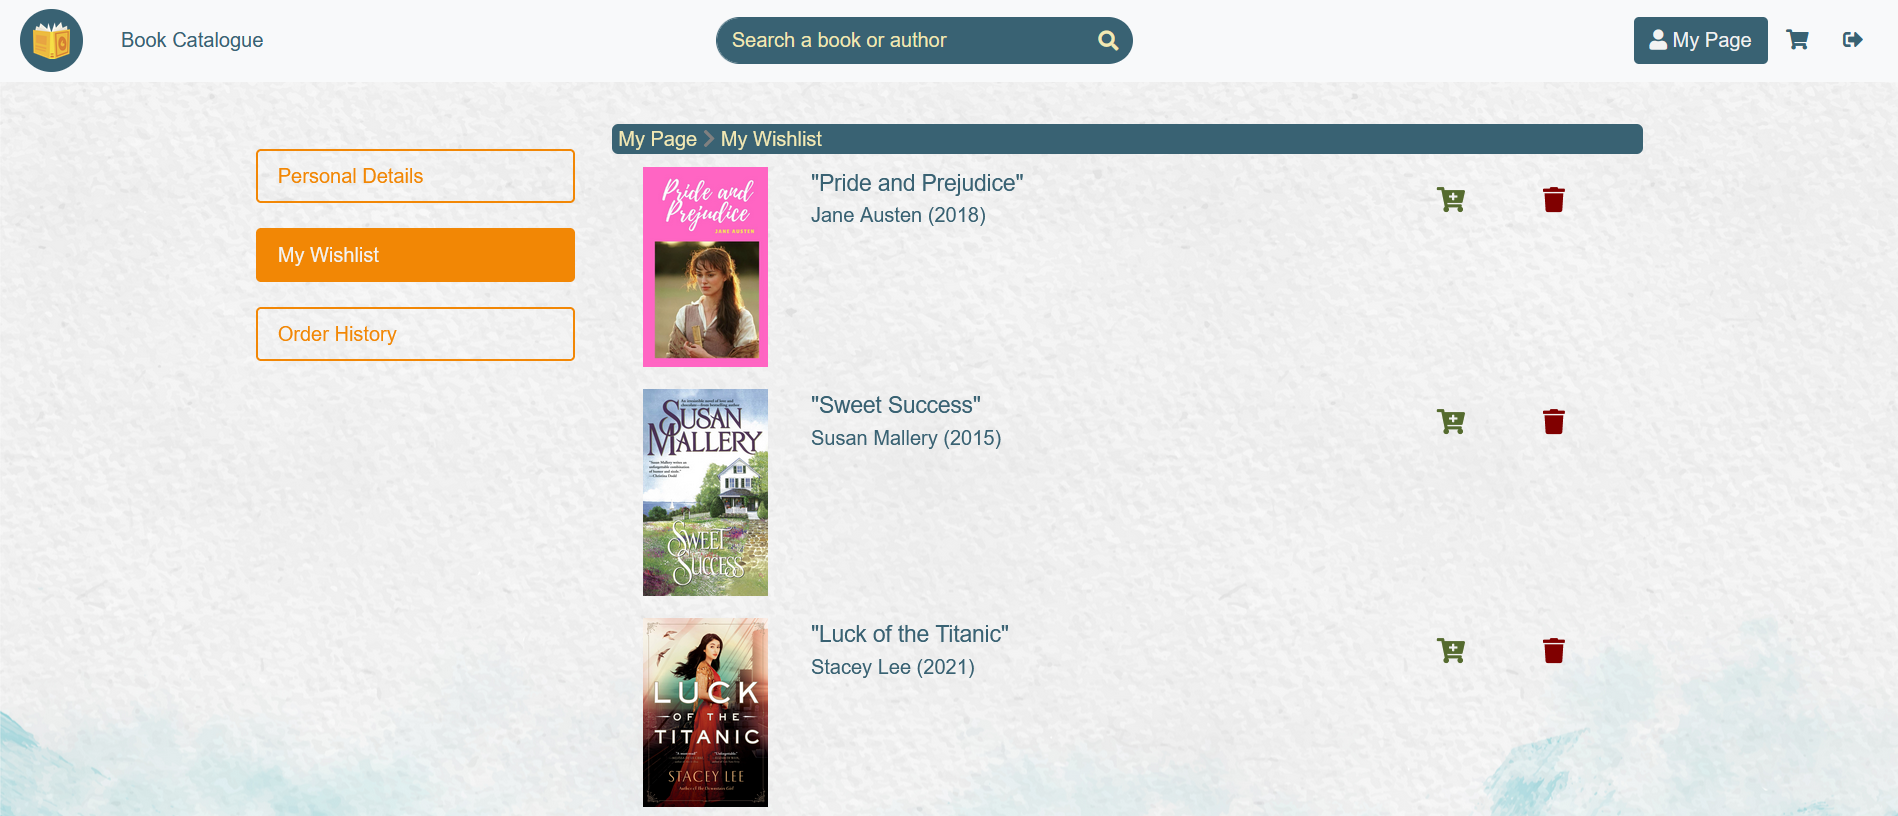 Book Catalogue
Search a book or author
My Page
My Page My Wishlist
Personal Details
My Wishlist
Order History
Pride and
Prejudice
JANE AUSTEN
"Pride and Prejudice"
Jane Austen (2018)
SUSAN
MALLERY
SWEET
SUCCESS
"Sweet Success"
Susan Mallery (2015)
LUCK
OF THE
TITANIC
STACEY LEE
"Luck of the Titanic"
Stacey Lee (2021)